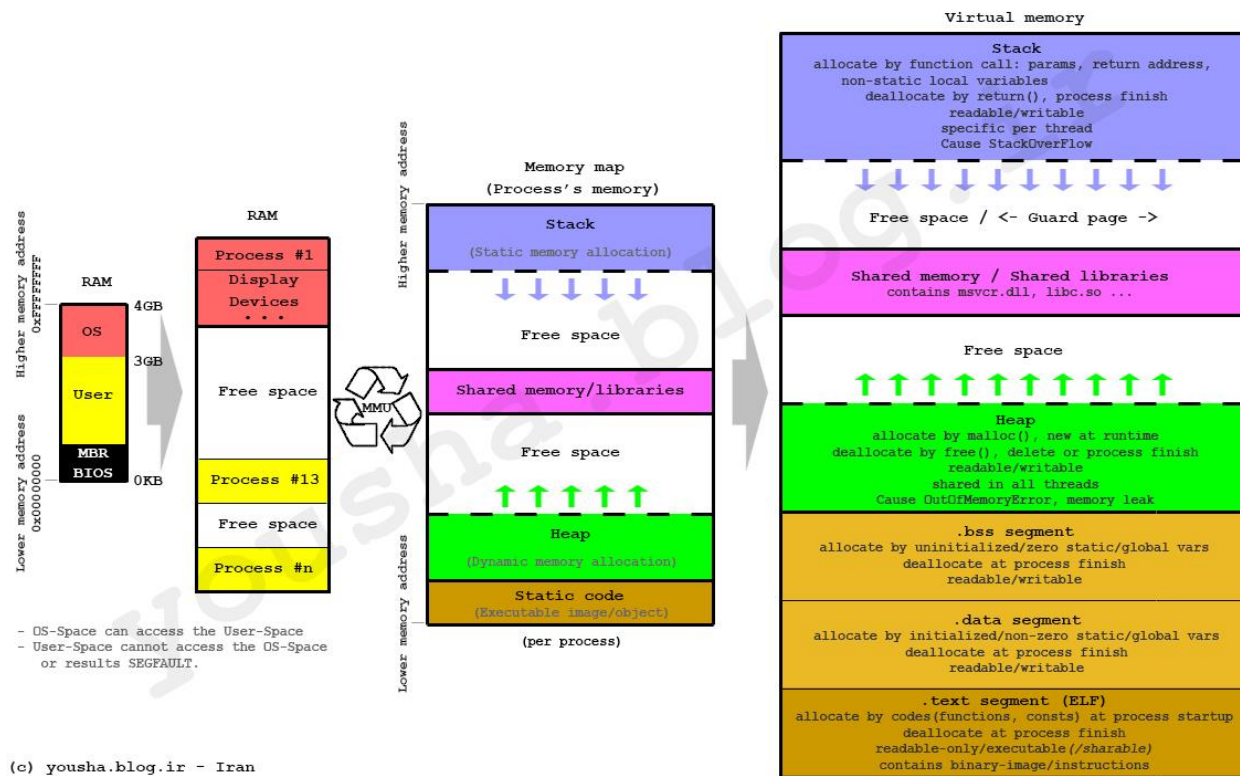 RAM
OS
User
MBR
BIOS
4GB
3GB
0KB
Higher memory address
0xFFFFFFFFF
Lower memory address
0x00000000
RAM
Process #1
Display
Devices
. . .
Free space
Process #13
Free space
Process #n
MMU
- OS-Space can access the User-Space
- User-Space cannot access the OS-Space
or results SEGFAULT.
(c) yousha.blog.ir - Iran
Memory map
(Process's memory)
Higher memory address
Lower memory address
Stack
(Static memory allocation)
Free space
Shared memory/libraries
Free space
Heap
(Dynamic memory allocation)
Static code
(Executable image/object)
(per process)
Virtual memory
Stack
allocate by function call: params, return address,
non-static local variables
deallocate by return(), process finish
readable/writable
specific per thread
Cause StackOverFlow
Free space / <- Guard page ->
Shared memory / Shared libraries
contains msvcr.dll, libc.so ...
Free space
Heap
allocate by malloc(), new at runtime
deallocate by free(), delete or process finish
readable/writable
shared in all threads
Cause OutOfMemoryError, memory leak
.bss segment
allocate by uninitialized/zero static/global vars
deallocate at process finish
readable/writable
.data segment
allocate by initialized/non-zero static/global vars
deallocate at process finish
readable/writable
.text segment (ELF)
allocate by codes(functions, consts) at process startup
deallocate at process finish
readable-only/executable(/sharable)
contains binary-image/instructions
yousha.blog.ir